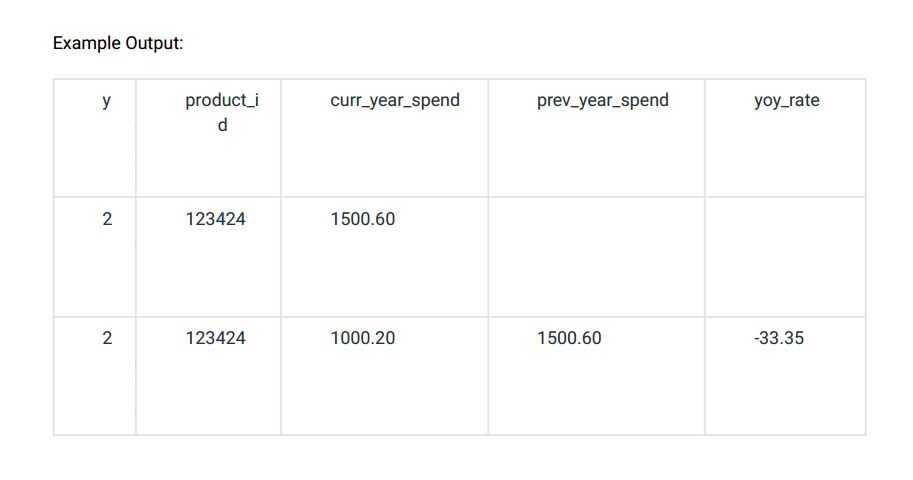 Example Output:
y product_i curr_year_spend prev_year_spend yoy_rate
d
2 123424 1500.60
2 123424 1000.20 1500.60 -33.35